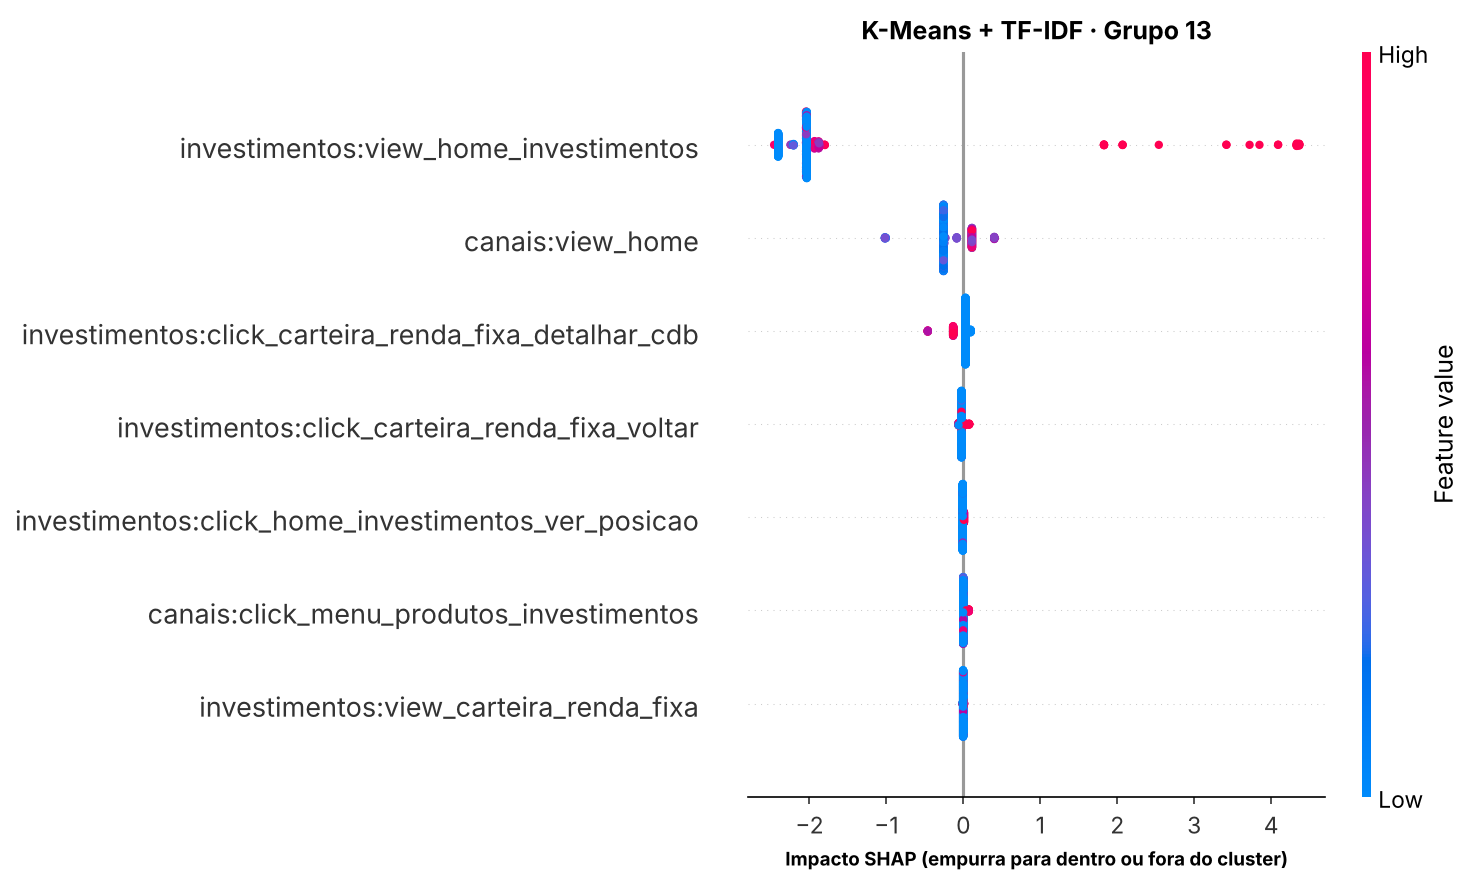 K-Means + TF-IDF · Grupo 13
High
investimentos:view_home_investimentos
canais:view_home
investimentos:click_carteira_renda_fixa_detalhar_cdb
investimentos:click_carteira_renda_fixa_voltar
investimentos:click_home_investimentos_ver_posicao
canais:click_menu_produtos_investimentos
investimentos:view_carteira_renda_fixa
Feature value
Low
−2 −1 0 1 2 3 4
Impacto SHAP (empurra para dentro ou fora do cluster)